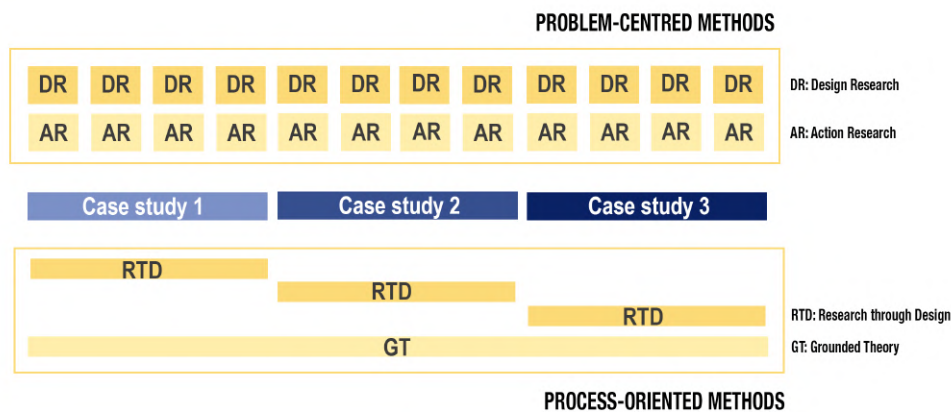 PROBLEM-CENTRED METHODS
DR DR DR DR DR DR DR DR DR DR DR DR
DR: Design Research
AR AR AR AR AR AR AR AR AR AR AR AR
AR: Action Research
Case study 1 Case study 2 Case study 3
RTD
RTD
RTD
RTD: Research through Design
GT
GT: Grounded Theory
PROCESS-ORIENTED METHODS